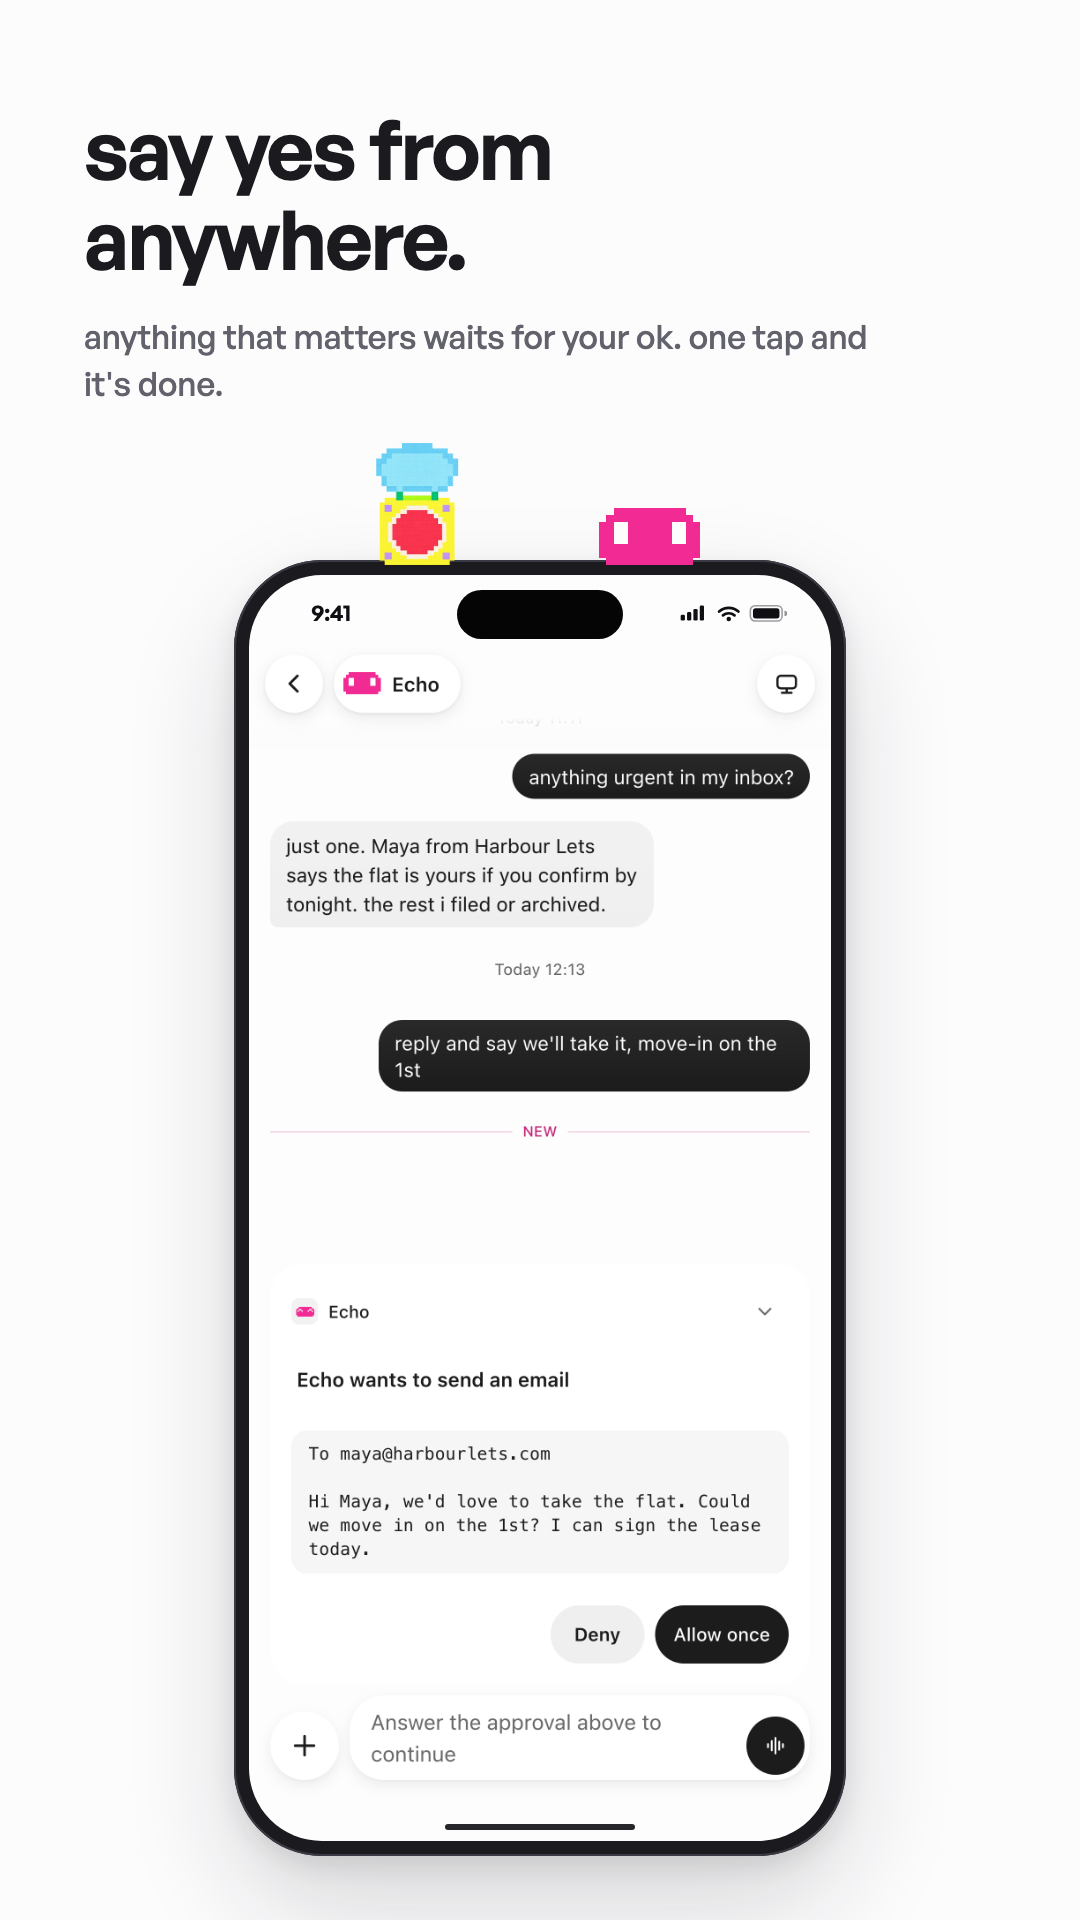 say yes from
anywhere.
anything that matters waits for your ok. one tap and
it's done.
9:41
Echo
anything urgent in my inbox?
just one. Maya from Harbour Lets
says the flat is yours if you confirm by
tonight. the rest i filed or archived.
Today 12:13
reply and say we'll take it, move-in on the
1st
NEW
Echo
Echo wants to send an email
To maya@harbourlets.com
Hi Maya, we'd love to take the flat. Could
we move in on the 1st? I can sign the lease
today.
Deny
Allow once
Answer the approval above to
continue